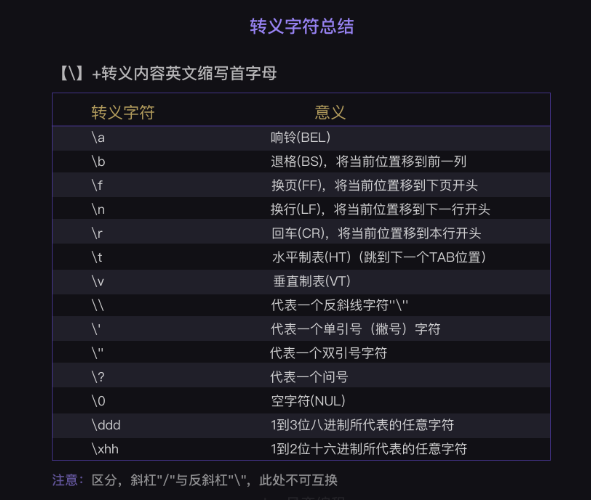 转义字符总结
【\】+转义内容英文缩写首字母
转义字符 意义
\a 响铃(BEL)
\b 退格(BS)，将当前位置移到前一列
\f 换页(FF)，将当前位置移到下页开头
\n 换行(LF)，将当前位置移到下一行开头
\r 回车(CR)，将当前位置移到本行开头
\t 水平制表(HT)（跳到下一个TAB位置）
\v 垂直制表(VT)
\\ 代表一个反斜线字符"\"
\' 代表一个单引号（撇号）字符
\" 代表一个双引号字符
\? 代表一个问号
\0 空字符(NUL)
\ddd 1到3位八进制所代表的任意字符
\xhh 1到2位十六进制所代表的任意字符
注意：区分，斜杠"/"与反斜杠"\"，此处不可互换